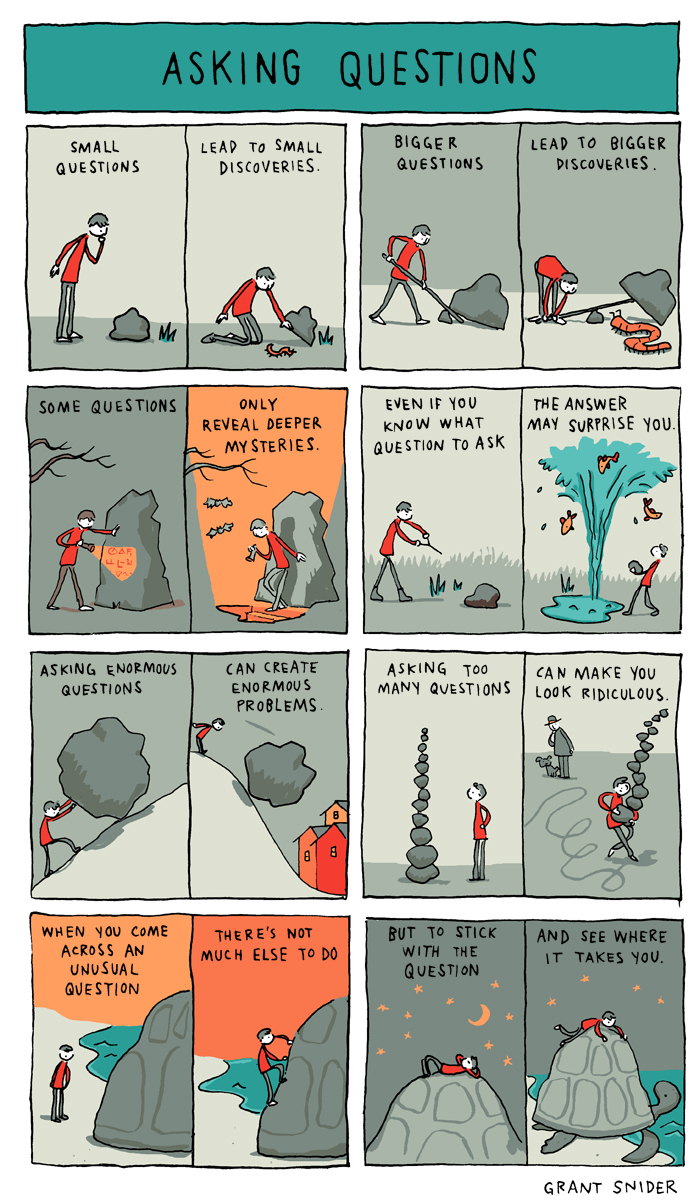 ASKING QUESTIONS
SMALL
QUESTIONS
LEAD TO SMALL
DISCOVERIES.
BIGGER
QUESTIONS
LEAD TO BIGGER
DISCOVERIES.
SOME QUESTIONS
ONLY
REVEAL DEEPER
MYSTERIES.
EVEN IF YOU
KNOW WHAT
QUESTION TO ASK
THE ANSWER
MAY SURPRISE YOU.
ASKING ENORMOUS
QUESTIONS
CAN CREATE
ENORMOUS
PROBLEMS.
ASKING TOO
MANY QUESTIONS
CAN MAKE YOU
LOOK RIDICULOUS.
WHEN YOU COME
ACROSS AN
UNUSUAL
QUESTION
THERE'S NOT
MUCH ELSE TO DO
BUT TO STICK
WITH THE
QUESTION
AND SEE WHERE
IT TAKES YOU.
GRANT SNIDER